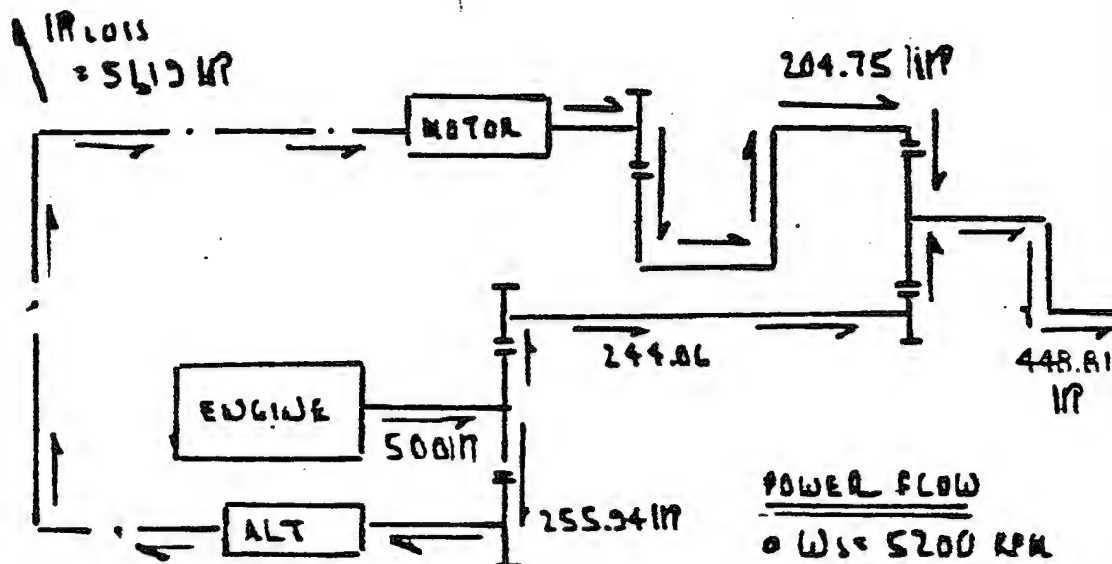 HP LOSS
= 51.19 HP
204.75 HP
MOTOR
244.06
448.81
HP
ENGINE
500 HP
POWER FLOW
255.94 HP
ALT
@ Ws = 5200 RPM